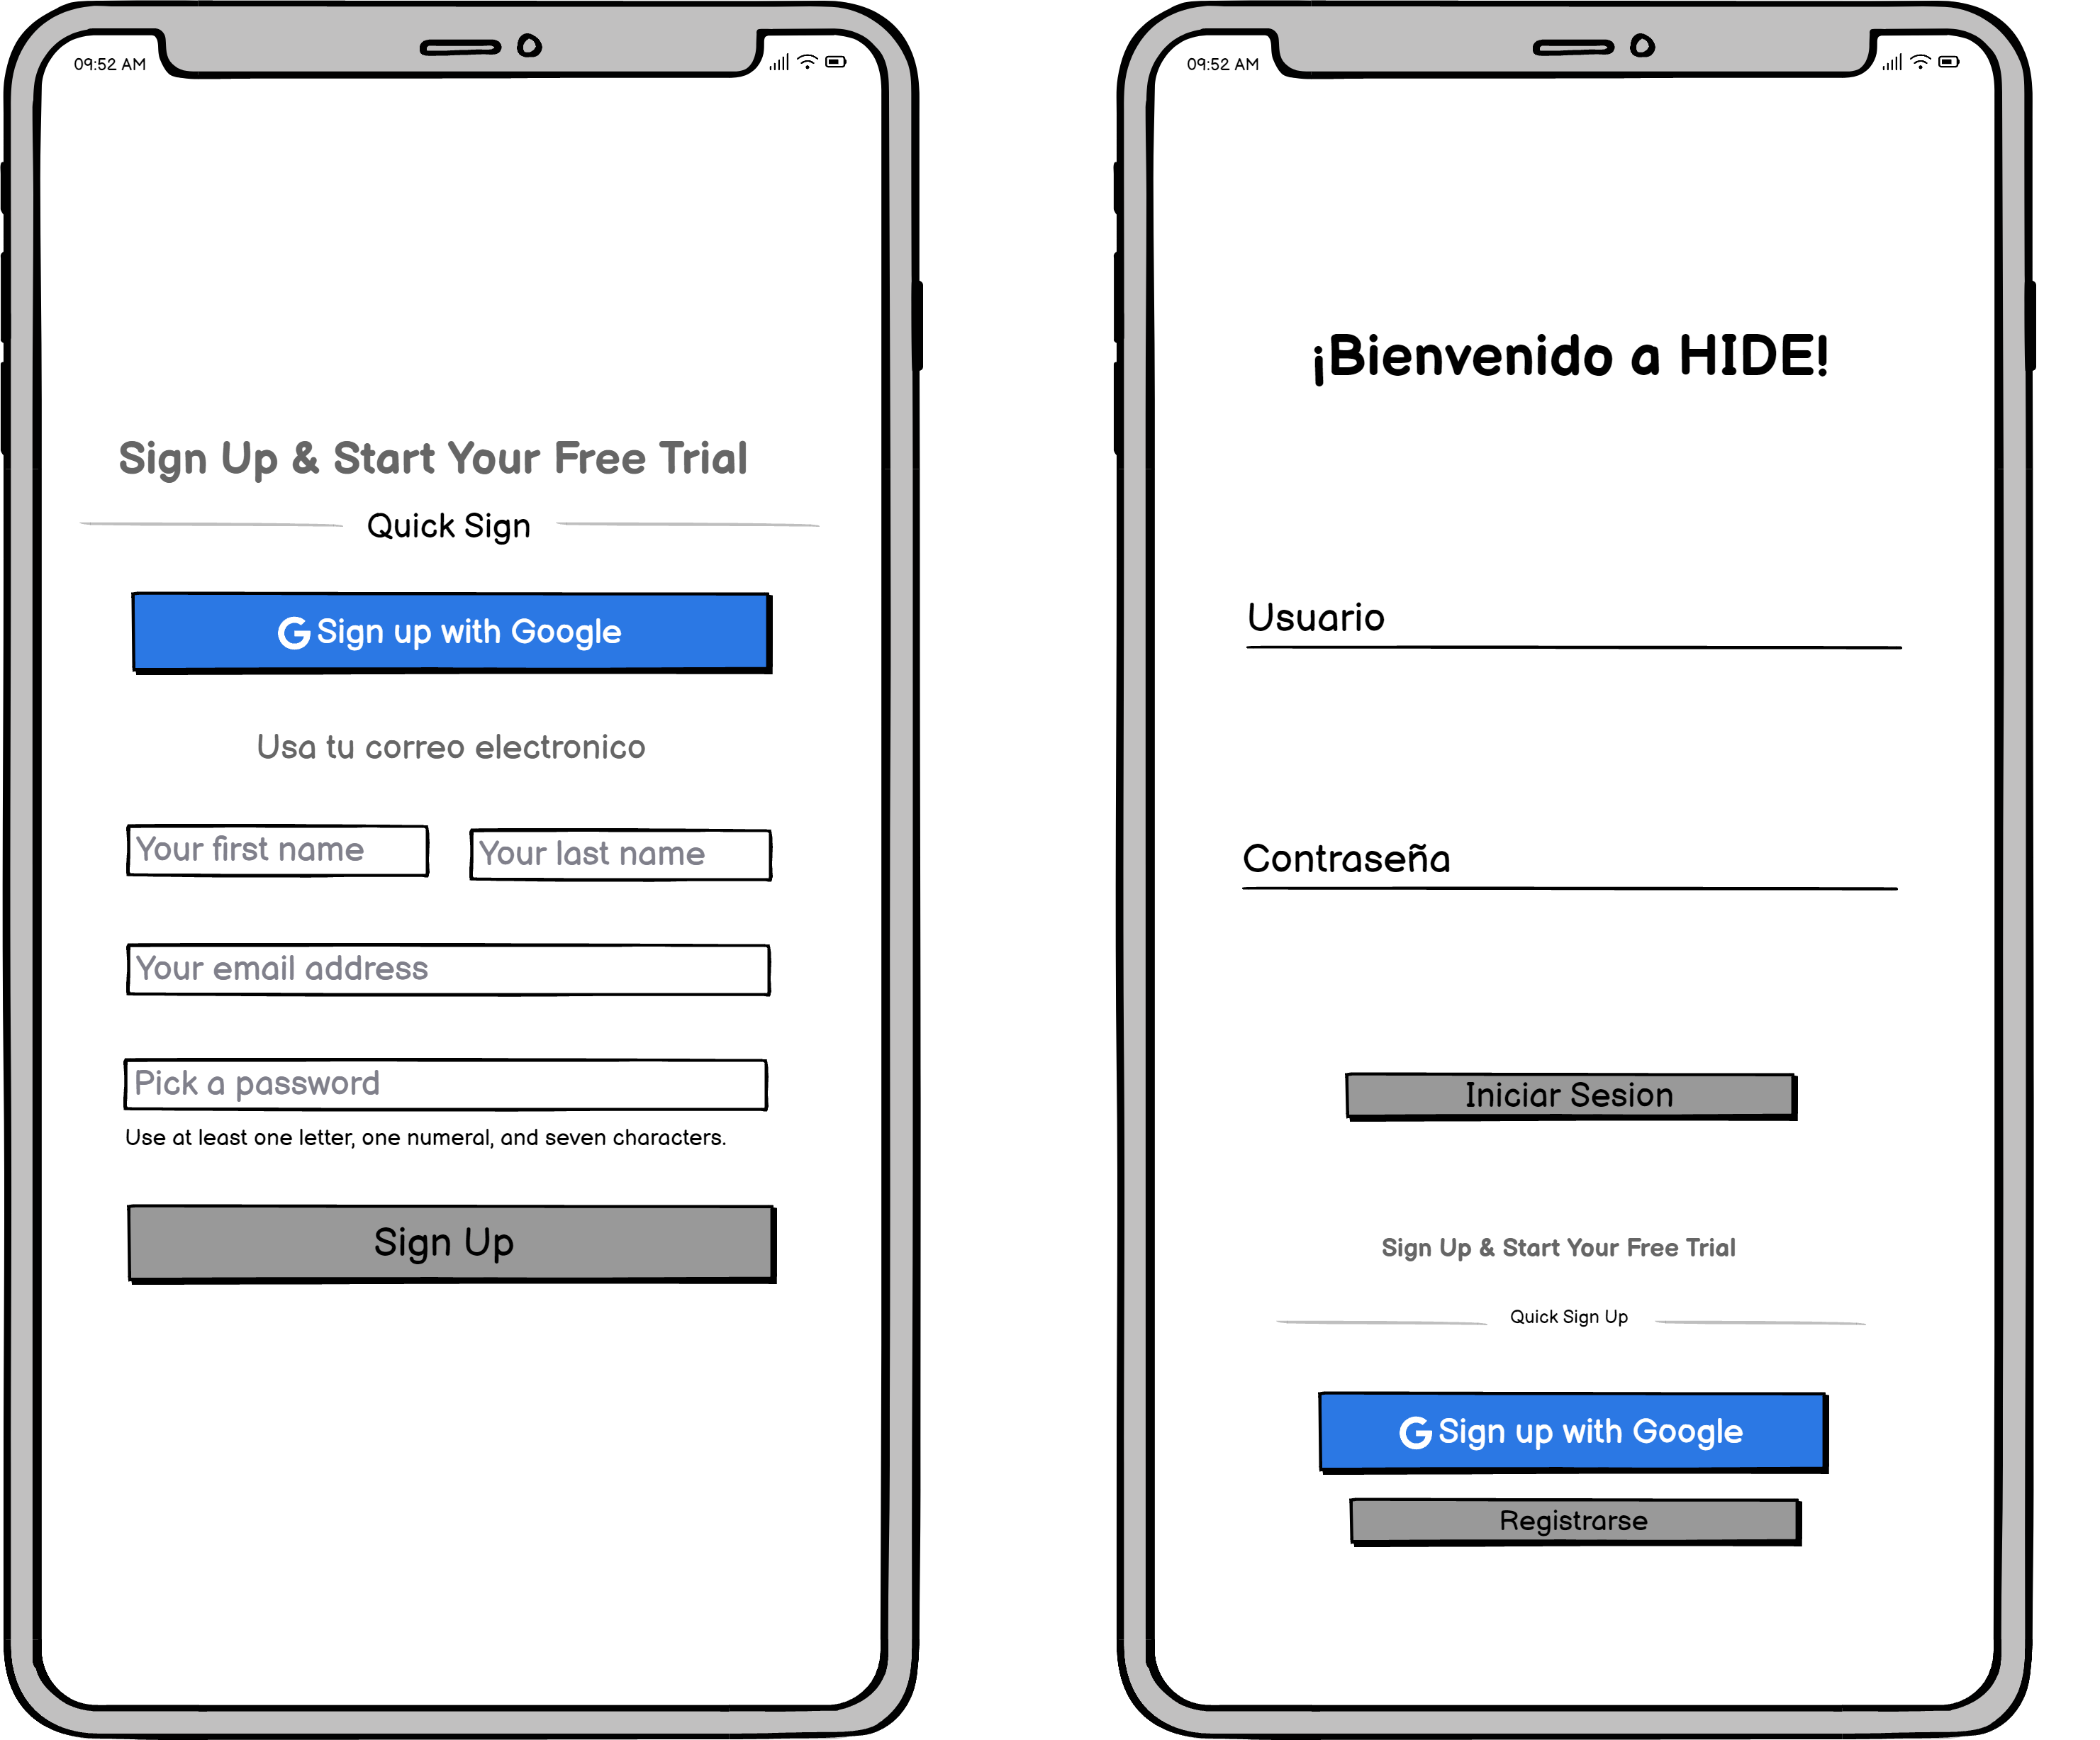 09:52 AM
Sign Up & Start Your Free Trial
Quick Sign
Sign up with Google
Usa tu correo electronico
Your first name
Your last name
Your email address
Pick a password
Use at least one letter, one numeral, and seven characters.
Sign Up
09:52 AM
¡Bienvenido a HIDE!
Usuario
Contraseña
Iniciar Sesion
Sign Up & Start Your Free Trial
Quick Sign Up
Sign up with Google
Registrarse